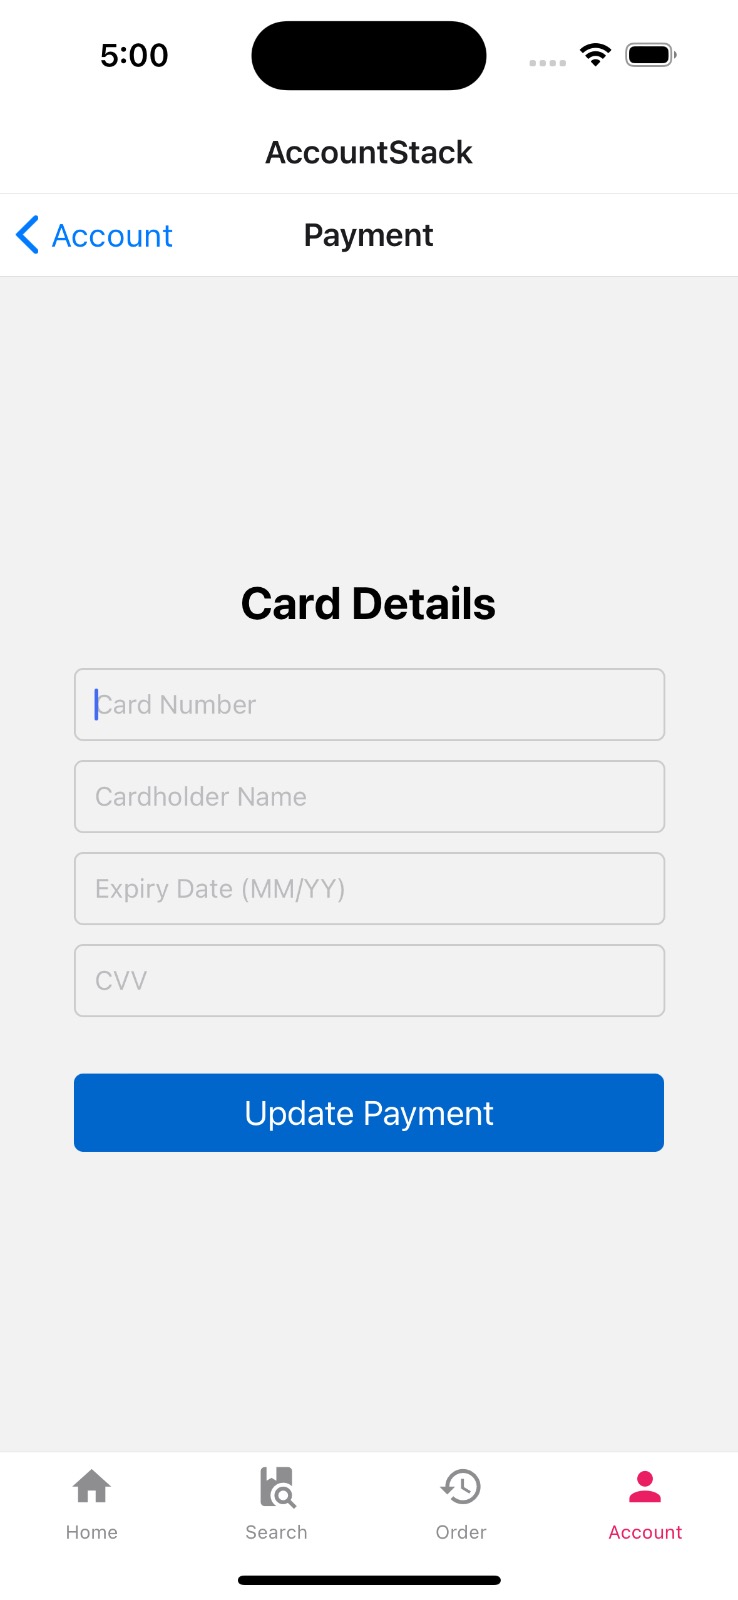 5:00
AccountStack
Account Payment
Card Details
Card Number
Cardholder Name
Expiry Date (MM/YY)
CVV
Update Payment
Home Search Order Account